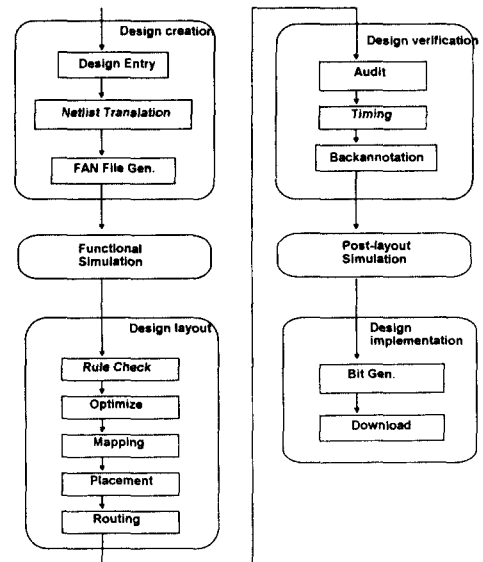 Design creation
Design Entry
Netlist Translation
FAN File Gen.
Functional
Simulation
Design layout
Rule Check
Optimize
Mapping
Placement
Routing
Design verification
Audit
Timing
Backannotation
Post-layout
Simulation
Design
implementation
Bit Gen.
Download